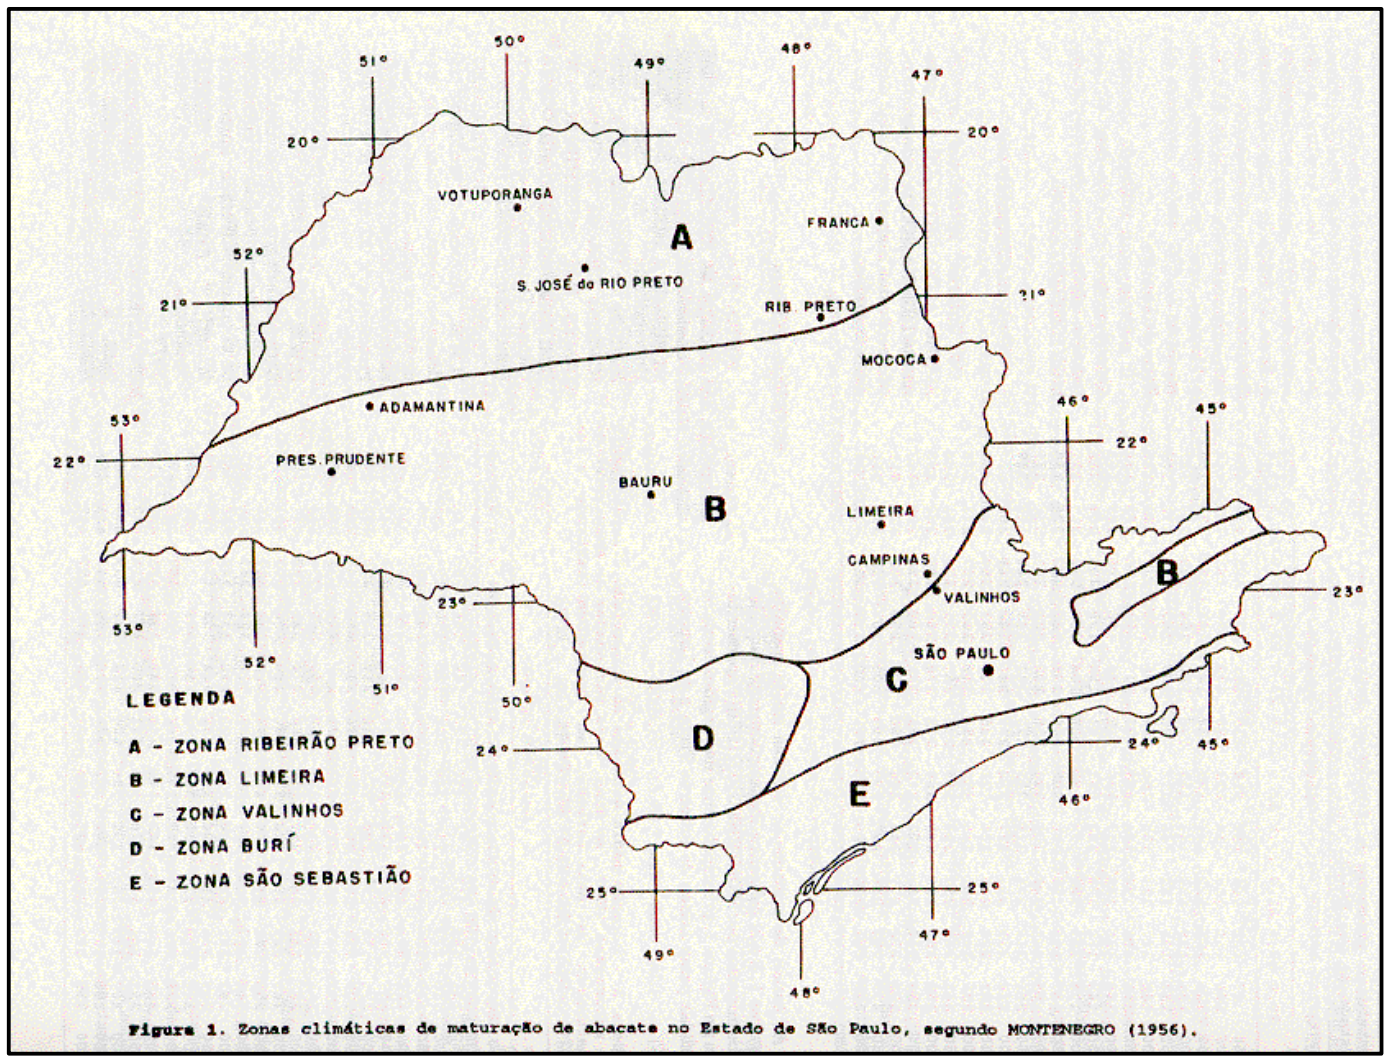 50°
48°
51°
49°
47°
20°
20°
VOTUPORANGA
A
FRANCA
52°
S. JOSÉ do RIO PRETO
21°
21°
RIB. PRETO
MOCOCA
46°
45°
53°
ADAMANTINA
22°
22°
PRES. PRUDENTE
BAURU
B
LIMEIRA
CAMPINAS
B
VALINHOS
23°
23°
53°
SÃO PAULO
52°
C
51°
50°
LEGENDA
D
A - ZONA RIBEIRÃO PRETO
24°
24°
45°
B - ZONA LIMEIRA
E
46°
C - ZONA VALINHOS
D - ZONA BURÍ
E - ZONA SÃO SEBASTIÃO
25°
25°
47°
49°
48°
Figura 1. Zonas climáticas de maturação de abacate no Estado de São Paulo, segundo MONTENEGRO (1956).